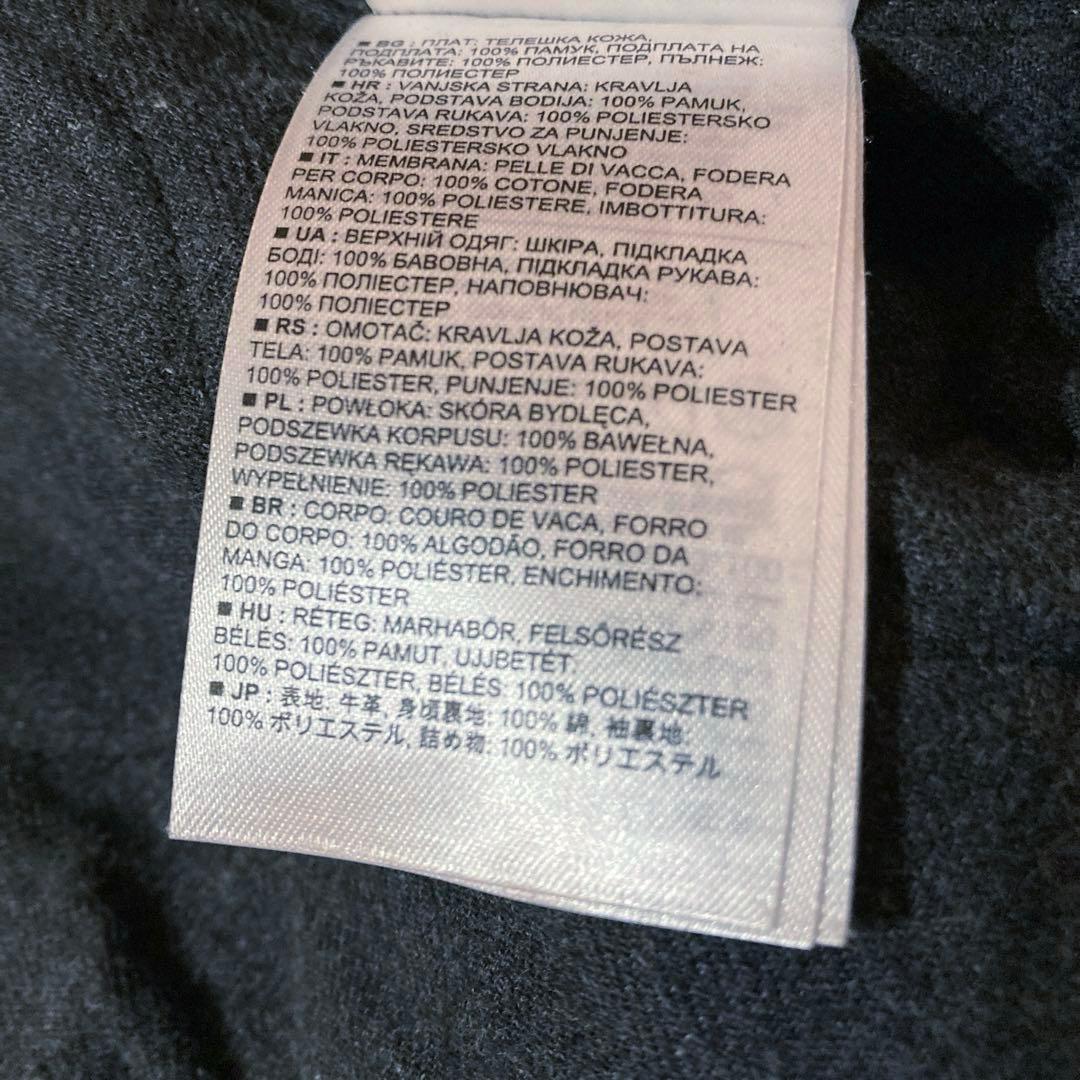 ■ BG : ПЛАТ: ТЕЛЕШКА КОЖА,
ПОДПЛАТА: 100% ПАМУК, ПОДПЛАТА НА
РЪКАВИТЕ: 100% ПОЛИЕСТЕР, ПЪЛНЕЖ:
100% ПОЛИЕСТЕР
■ HR : VANJSKA STRANA: KRAVLJA
KOŽA, PODSTAVA BODIJA: 100% PAMUK,
PODSTAVA RUKAVA: 100% POLIESTERSKO
VLAKNO, SREDSTVO ZA PUNJENJE:
100% POLIESTERSKO VLAKNO
■ IT : MEMBRANA: PELLE DI VACCA, FODERA
PER CORPO: 100% COTONE, FODERA
MANICA: 100% POLIESTERE, IMBOTTITURA:
100% POLIESTERE
■ UA : ВЕРХНІЙ ОДЯГ: ШКІРА, ПІДКЛАДКА
БОДІ: 100% БАВОВНА, ПІДКЛАДКА РУКАВА:
100% ПОЛІЕСТЕР, НАПОВНЮВАЧ:
100% ПОЛІЕСТЕР
■ RS : OMOTAČ: KRAVLJA KOŽA, POSTAVA
TELA: 100% PAMUK, POSTAVA RUKAVA:
100% POLIESTER, PUNJENJE: 100% POLIESTER
■ PL : POWŁOKA: SKÓRA BYDLĘCA,
PODSZEWKA KORPUSU: 100% BAWEŁNA,
PODSZEWKA RĘKAWA: 100% POLIESTER,
WYPEŁNIENIE: 100% POLIESTER
■ BR : CORPO: COURO DE VACA, FORRO
DO CORPO: 100% ALGODÃO, FORRO DA
MANGA: 100% POLIÉSTER, ENCHIMENTO:
100% POLIÉSTER
■ HU : RÉTEG: MARHABŐR, FELSŐRÉSZ
BÉLÉS: 100% PAMUT, UJJBETÉT:
100% POLIÉSZTER, BÉLÉS: 100% POLIÉSZTER
■ JP : 表地: 牛革, 身頃裏地: 100% 綿, 袖裏地:
100% ポリエステル, 詰め物: 100% ポリエステル